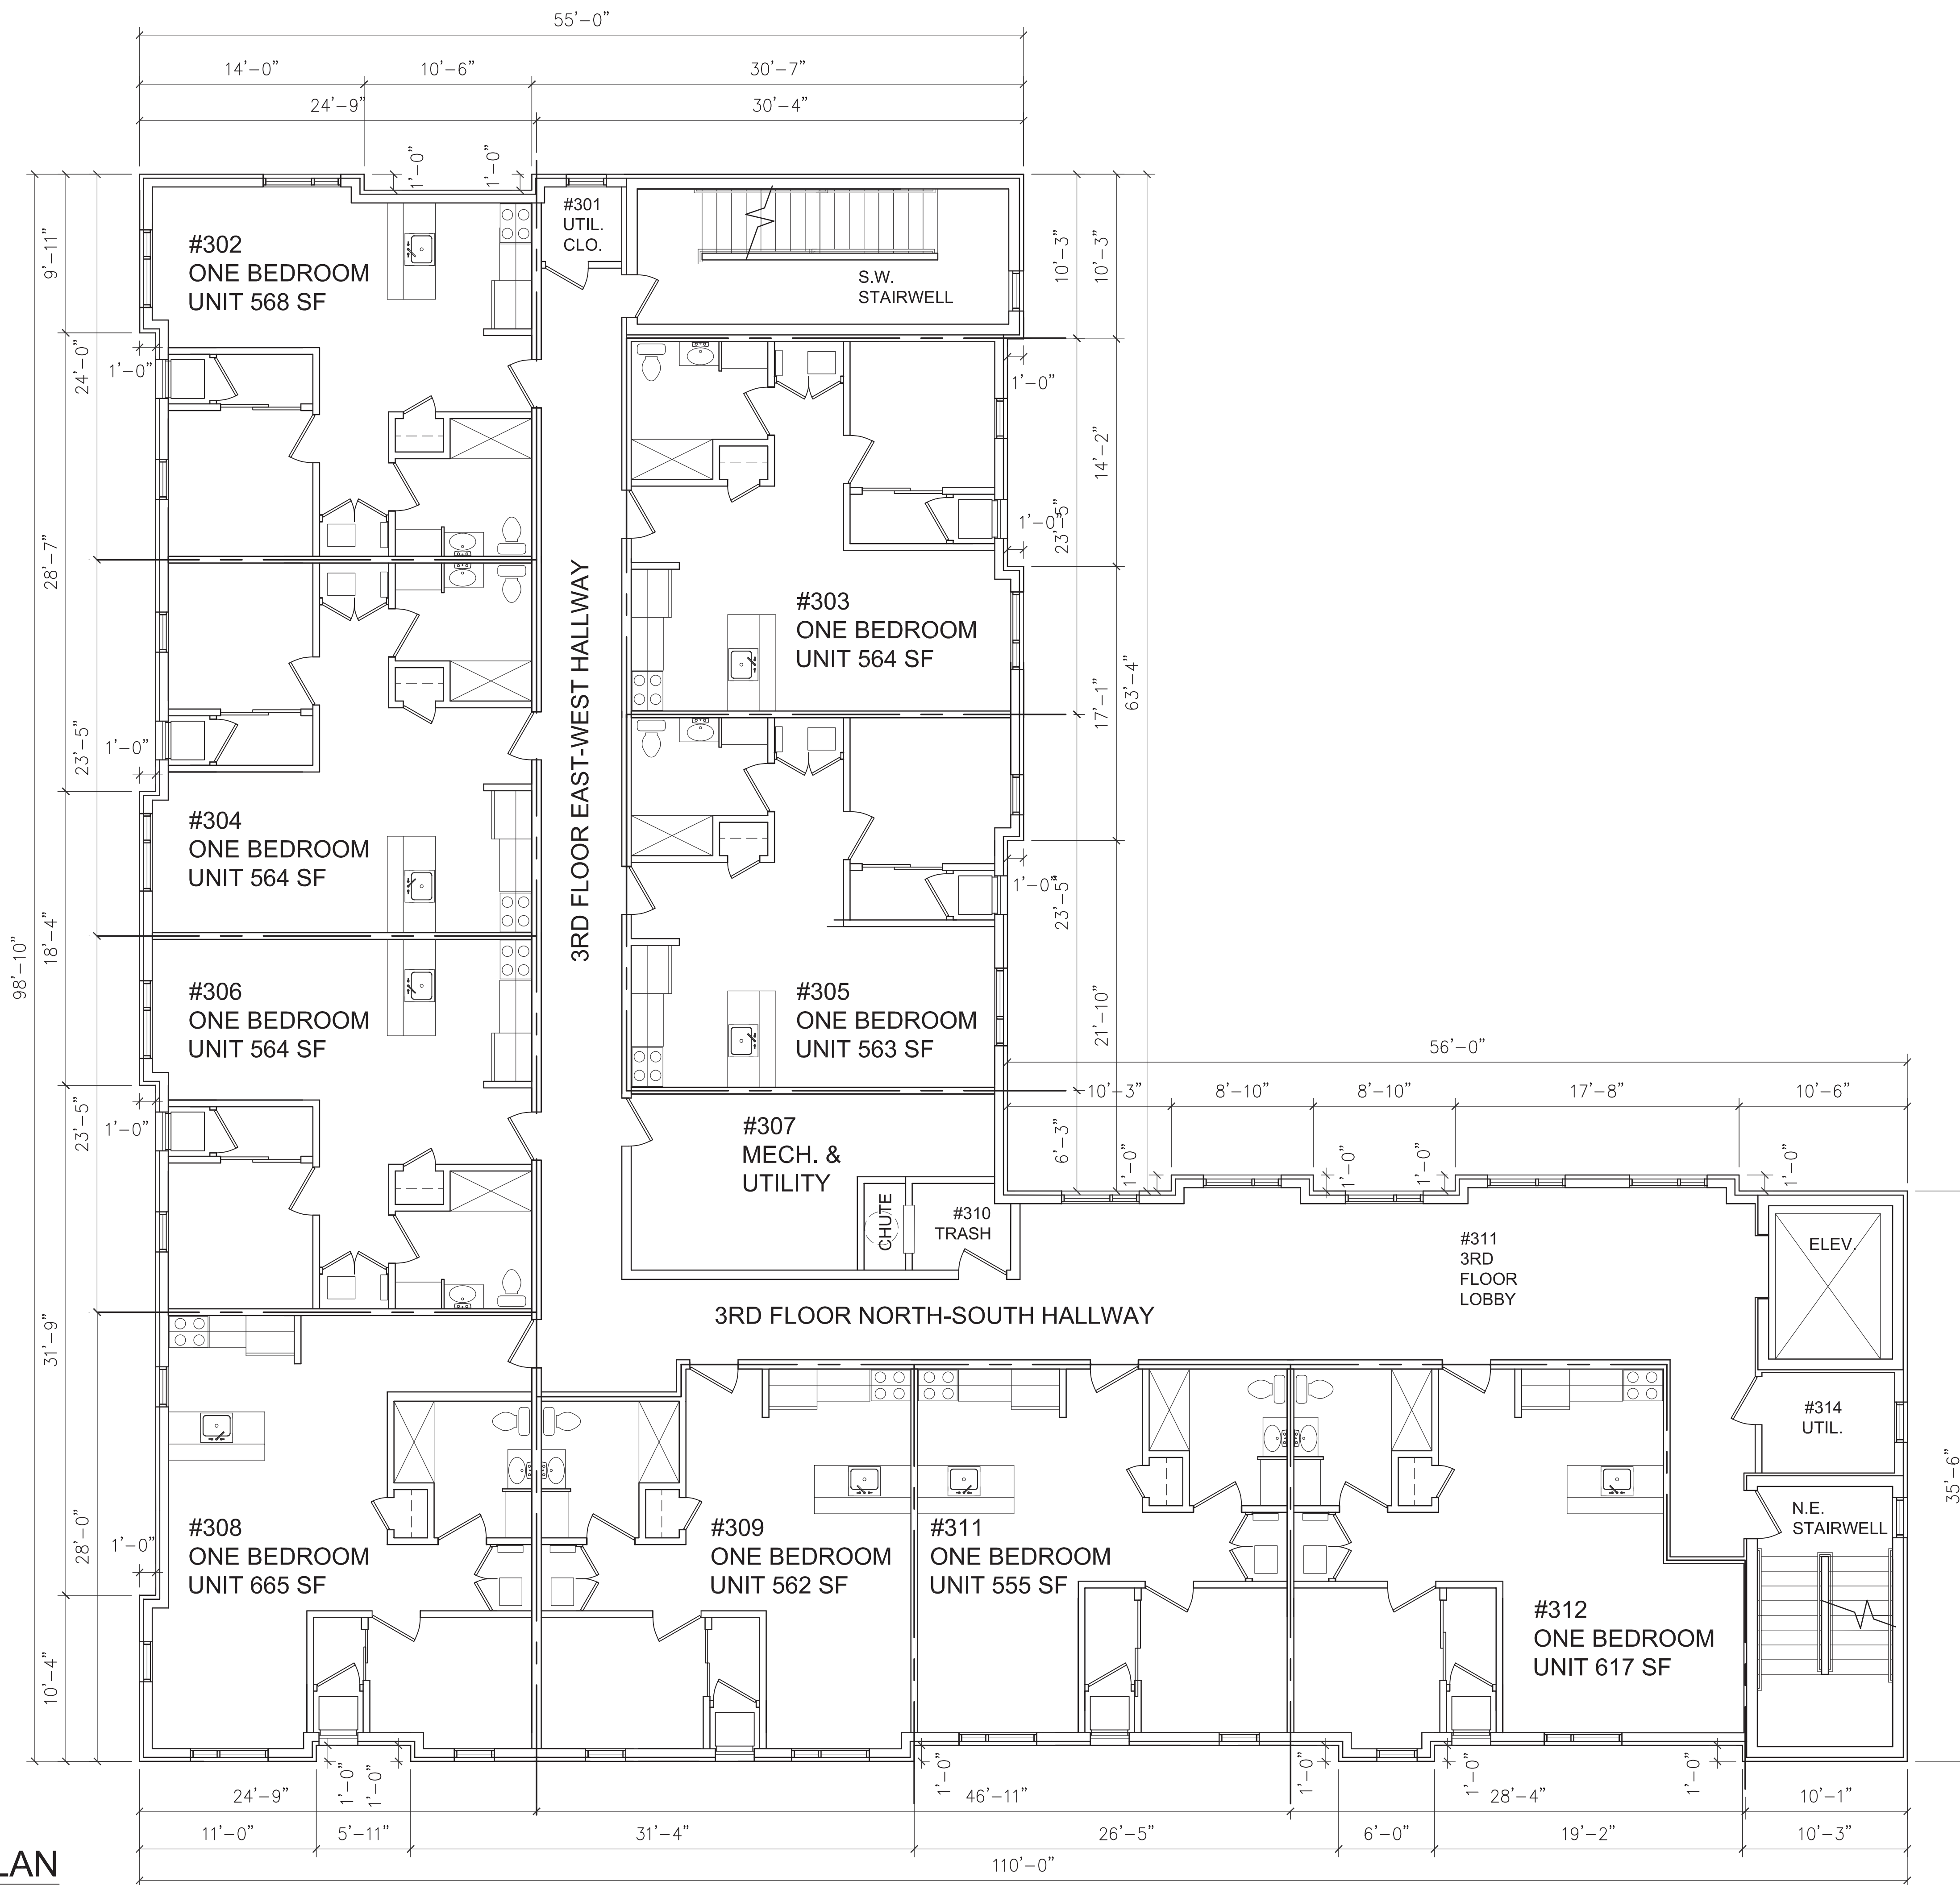 55'-0"
14'-0" 10'-6" 30'-7"
24'-9" 30'-4"
1'-0" 1'-0"
#301
UTIL.
CLO.
#302
ONE BEDROOM
UNIT 568 SF
S.W.
STAIRWELL
9'-11"
10'-3" 10'-3"
24'-0"
1'-0"
1'-0"
14'-2"
28'-7"
1'-0"
23'-5"
3RD FLOOR EAST-WEST HALLWAY
#303
ONE BEDROOM
UNIT 564 SF
17'-1"
63'-4"
23'-5"
1'-0"
#304
ONE BEDROOM
UNIT 564 SF
1'-0"
23'-5"
98'-10"
18'-4"
#306
ONE BEDROOM
UNIT 564 SF
#305
ONE BEDROOM
UNIT 563 SF
21'-10"
56'-0"
10'-3" 8'-10" 8'-10" 17'-8" 10'-6"
23'-5"
1'-0"
6'-3"
1'-0" 1'-0" 1'-0" 1'-0"
#307
MECH. &
UTILITY
CHUTE
#310
TRASH
#311
3RD
FLOOR
LOBBY
ELEV.
3RD FLOOR NORTH-SOUTH HALLWAY
31'-9"
#314
UTIL.
35'-6"
28'-0"
1'-0"
#308
ONE BEDROOM
UNIT 665 SF
#309
ONE BEDROOM
UNIT 562 SF
#311
ONE BEDROOM
UNIT 555 SF
N.E.
STAIRWELL
#312
ONE BEDROOM
UNIT 617 SF
10'-4"
1'-0" 1'-0" 1'-0" 1'-0" 1'-0" 1'-0"
24'-9" 46'-11" 28'-4" 10'-1"
11'-0" 5'-11" 31'-4" 26'-5" 6'-0" 19'-2" 10'-3"
110'-0"
LAN